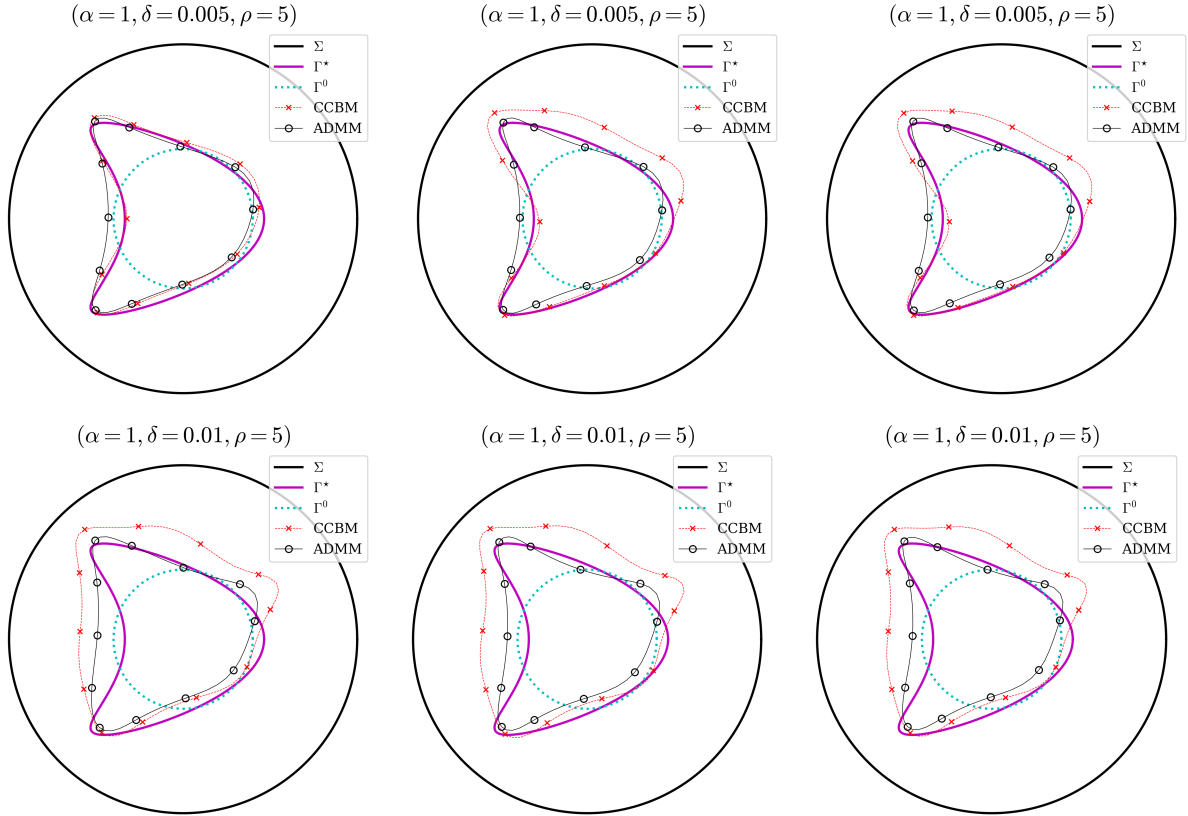 (α = 1, δ = 0.005, ρ = 5)
Σ
Γ*
Γ⁰
CCBM
ADMM
(α = 1, δ = 0.005, ρ = 5)
Σ
Γ*
Γ⁰
CCBM
ADMM
(α = 1, δ = 0.005, ρ = 5)
Σ
Γ*
Γ⁰
CCBM
ADMM
(α = 1, δ = 0.01, ρ = 5)
Σ
Γ*
Γ⁰
CCBM
ADMM
(α = 1, δ = 0.01, ρ = 5)
Σ
Γ*
Γ⁰
CCBM
ADMM
(α = 1, δ = 0.01, ρ = 5)
Σ
Γ*
Γ⁰
CCBM
ADMM